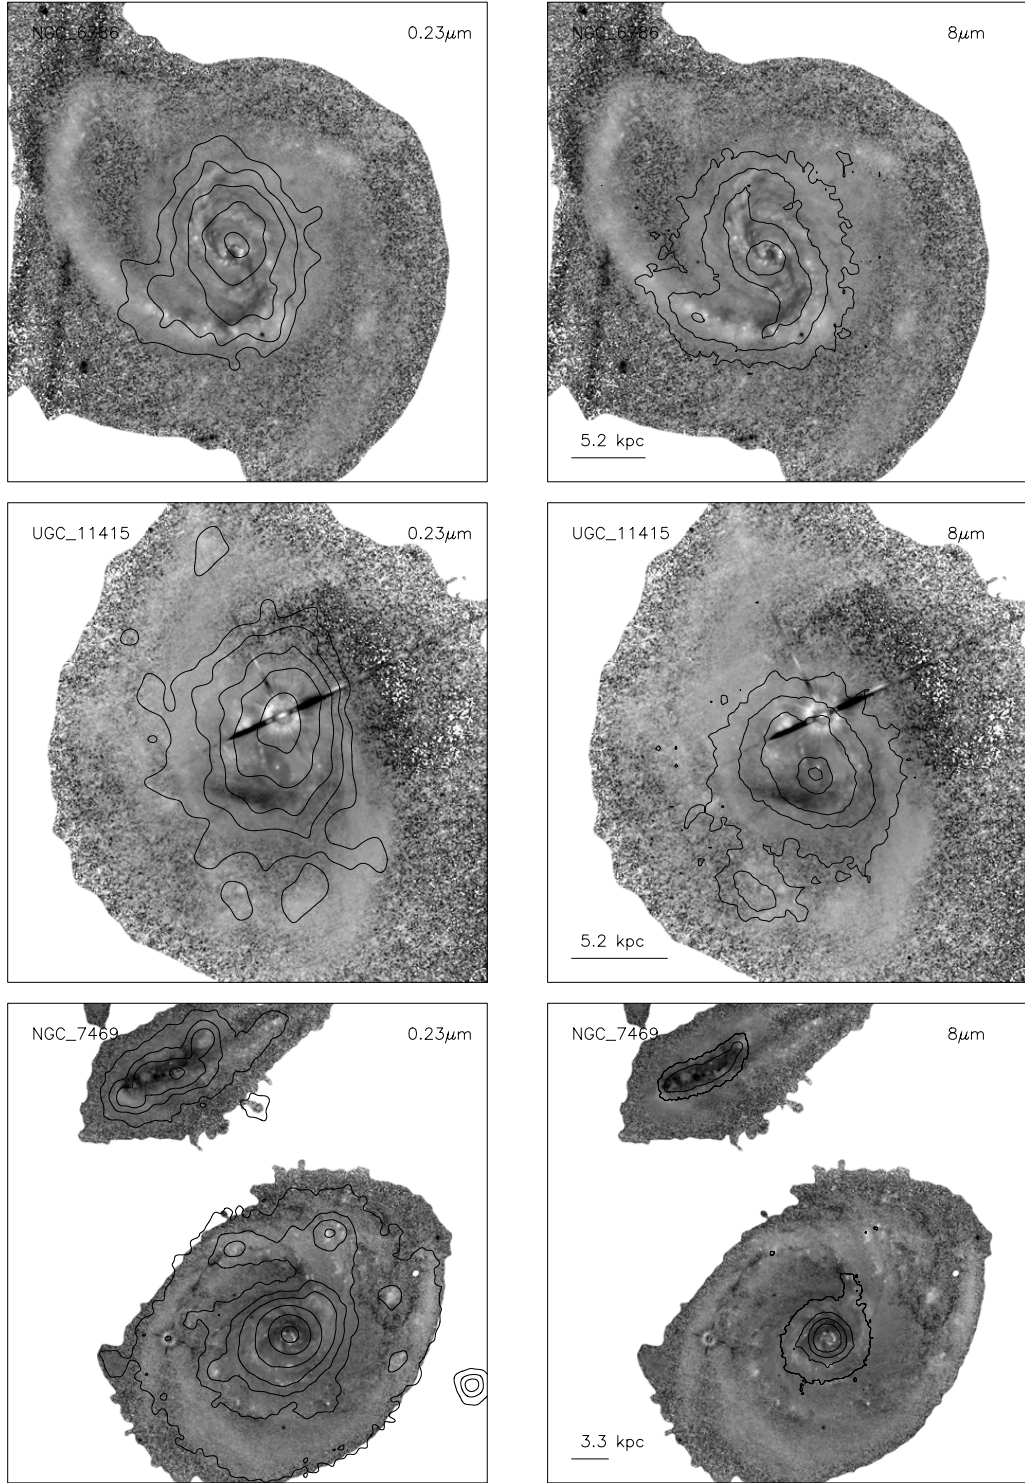 NGC_6786 0.23μm
NGC_6786 8μm
5.2 kpc
UGC_11415 0.23μm
UGC_11415 8μm
5.2 kpc
NGC_7469 0.23μm
NGC_7469 8μm
3.3 kpc